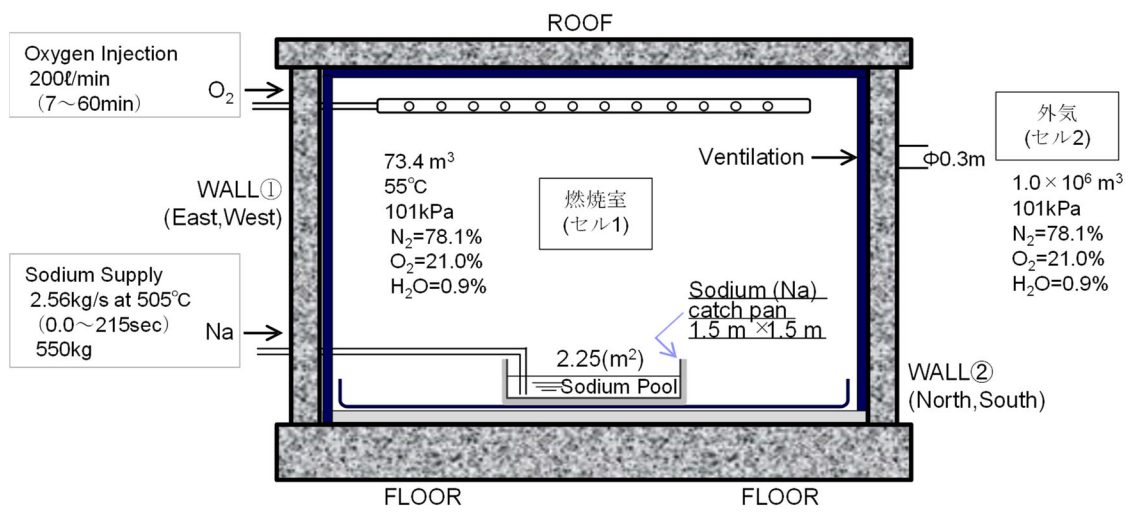 ROOF
Oxygen Injection
200ℓ/min
（7～60min）
O₂
73.4 m³
55℃
101kPa
N₂=78.1%
O₂=21.0%
H₂O=0.9%
燃焼室
(セル1)
Ventilation
Φ0.3m
外気
(セル2)
1.0×10⁶ m³
101kPa
N₂=78.1%
O₂=21.0%
H₂O=0.9%
WALL①
(East,West)
Sodium Supply
2.56kg/s at 505℃
（0.0～215sec）
550kg
Na
Sodium (Na)
catch pan
1.5 m ×1.5 m
2.25(m²)
Sodium Pool
WALL②
(North,South)
FLOOR
FLOOR